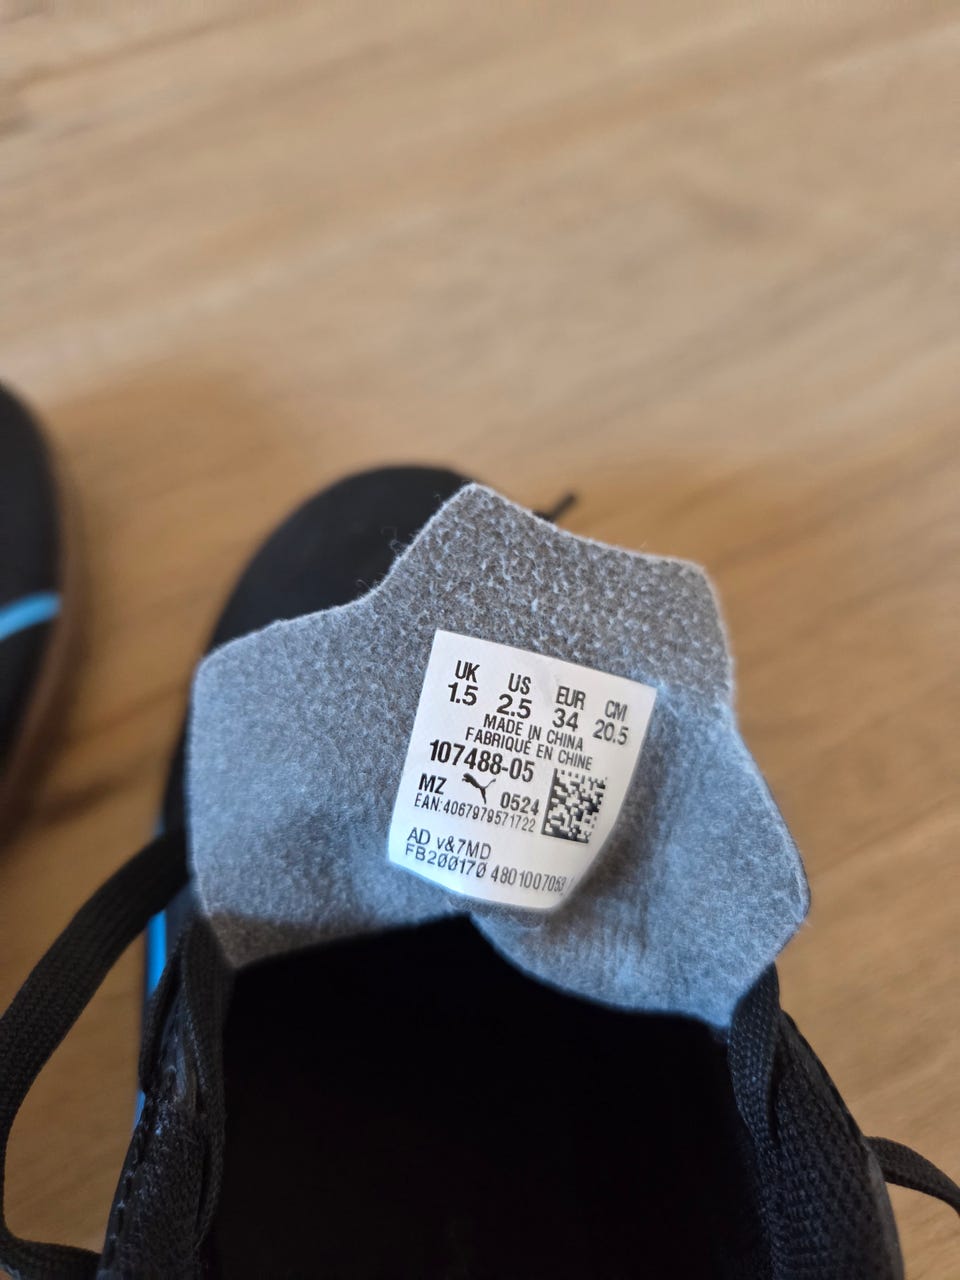 UK US EUR CM
1.5 2.5 34 20.5
MADE IN CHINA
FABRIQUÉ EN CHINE
107488-05
MZ 0524
EAN:4067979571722
AD v&7MD
FB200170 4801007053